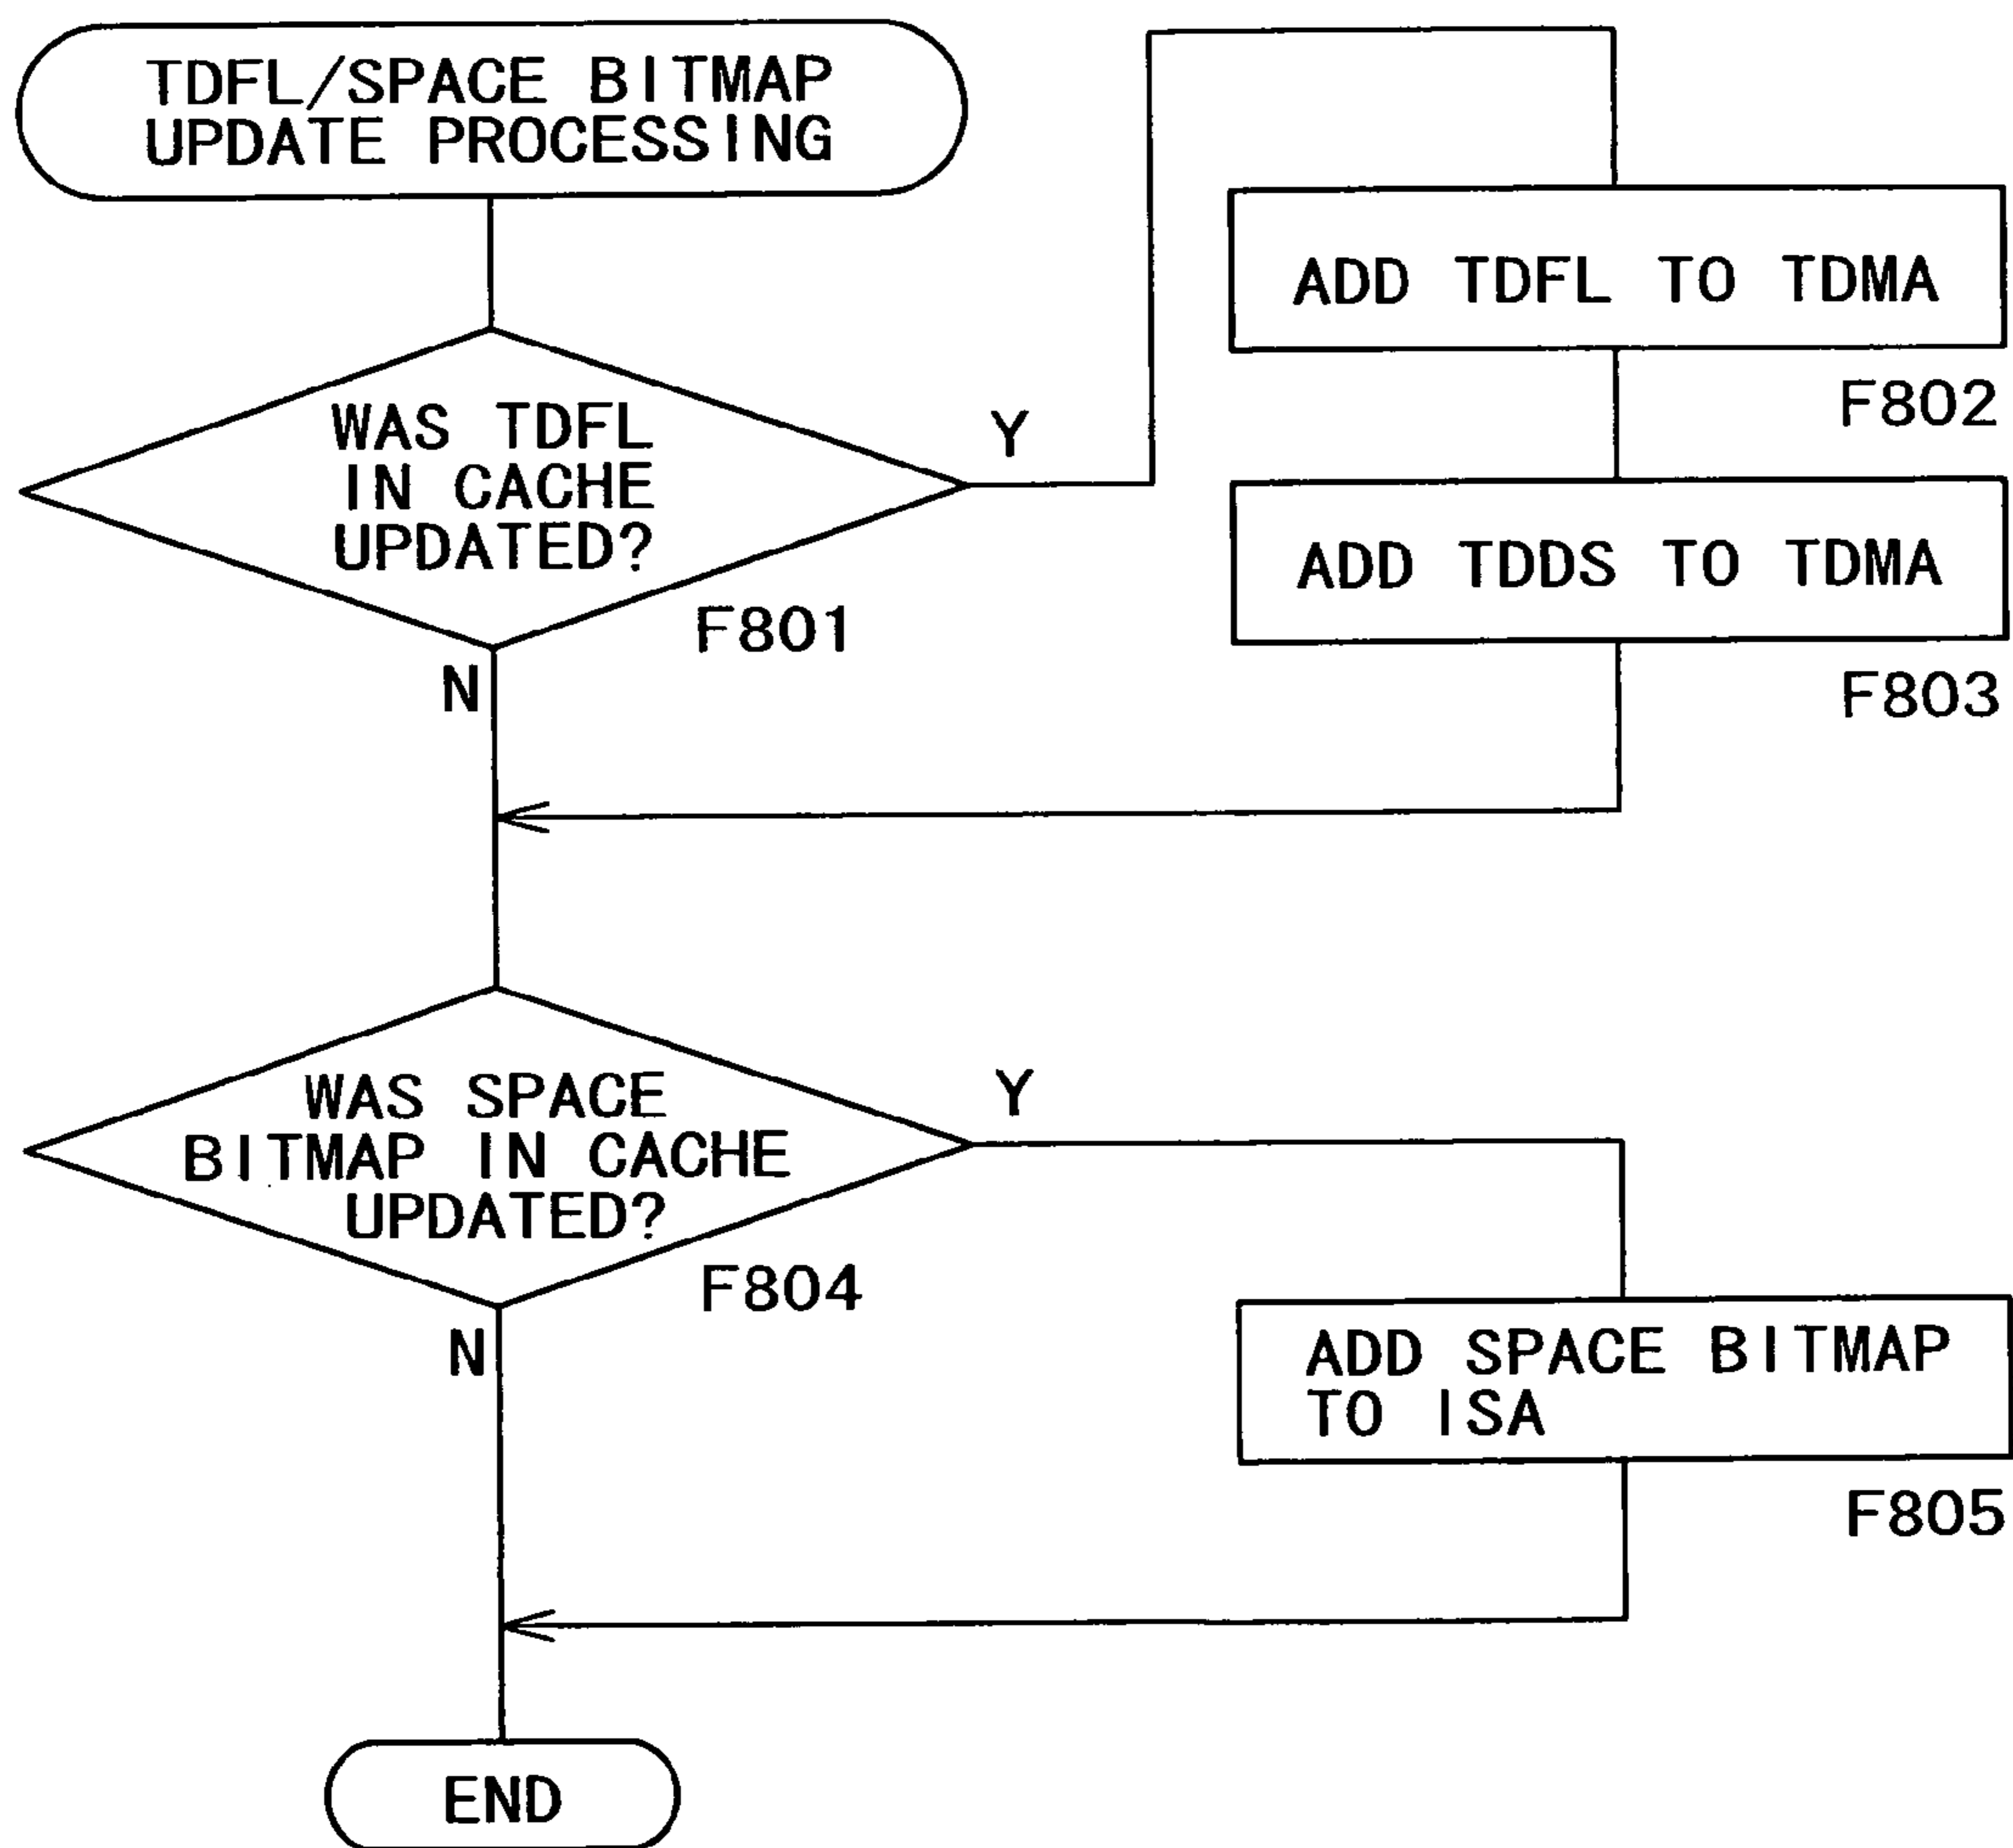 TDFL/SPACE BITMAP
UPDATE PROCESSING
WAS TDFL
IN CACHE
UPDATED?
F801
Y
N
ADD TDFL TO TDMA
F802
ADD TDDS TO TDMA
F803
WAS SPACE
BITMAP IN CACHE
UPDATED?
F804
Y
N
ADD SPACE BITMAP
TO ISA
F805
END